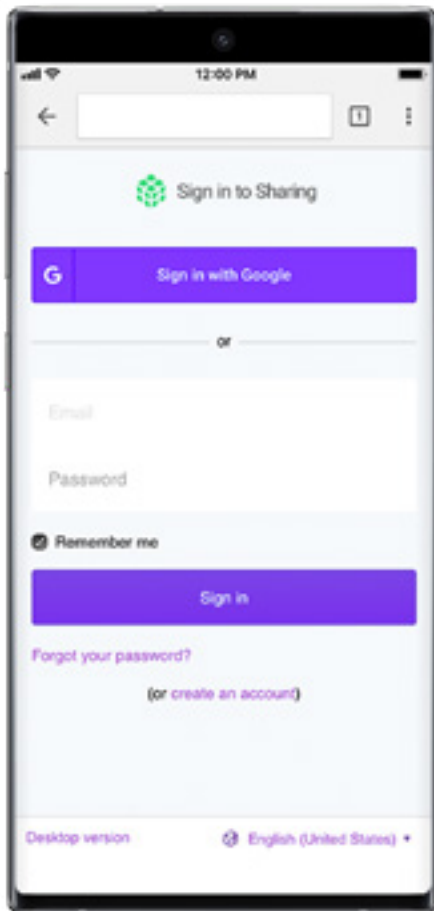 12:00 PM
1
Sign in to Sharing
G Sign in with Google
or
Email
Password
Remember me
Sign in
Forgot your password?
(or create an account)
Desktop version English (United States)